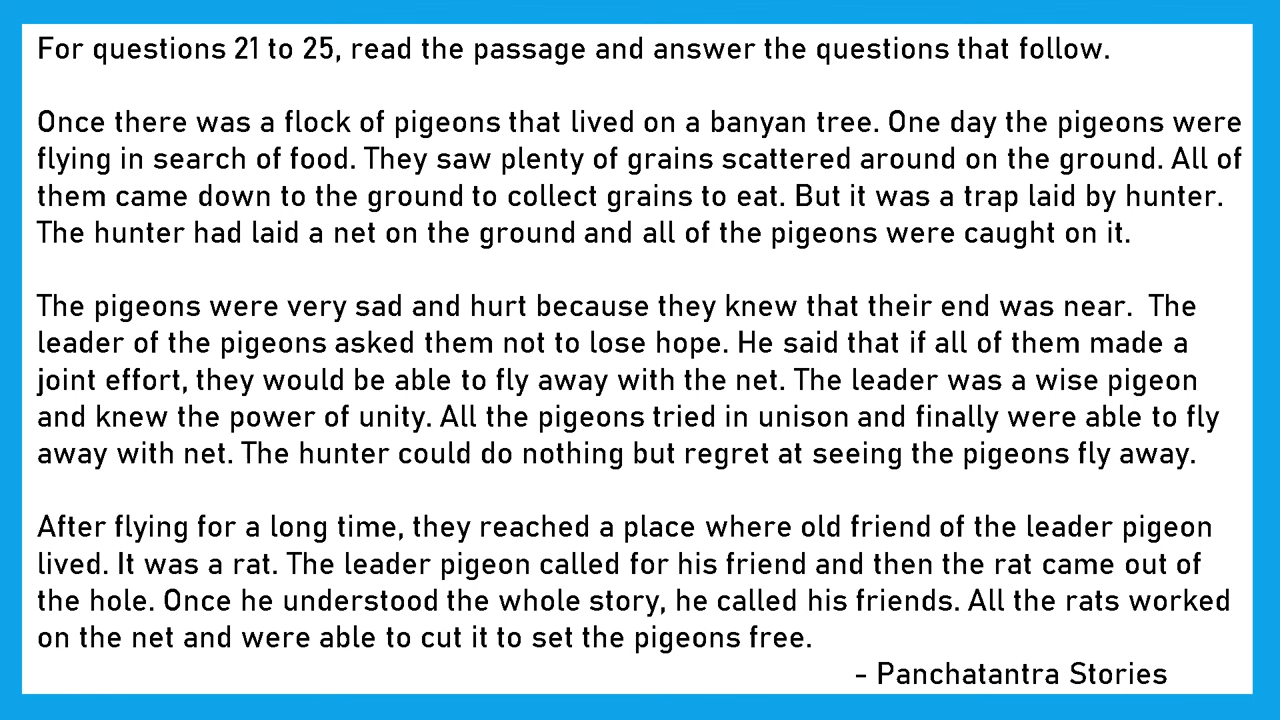 For questions 21 to 25, read the passage and answer the questions that follow.
Once there was a flock of pigeons that lived on a banyan tree. One day the pigeons were
flying in search of food. They saw plenty of grains scattered around on the ground. All of
them came down to the ground to collect grains to eat. But it was a trap laid by hunter.
The hunter had laid a net on the ground and all of the pigeons were caught on it.
The pigeons were very sad and hurt because they knew that their end was near.  The
leader of the pigeons asked them not to lose hope. He said that if all of them made a
joint effort, they would be able to fly away with the net. The leader was a wise pigeon
and knew the power of unity. All the pigeons tried in unison and finally were able to fly
away with net. The hunter could do nothing but regret at seeing the pigeons fly away.
After flying for a long time, they reached a place where old friend of the leader pigeon
lived. It was a rat. The leader pigeon called for his friend and then the rat came out of
the hole. Once he understood the whole story, he called his friends. All the rats worked
on the net and were able to cut it to set the pigeons free.
- Panchatantra Stories